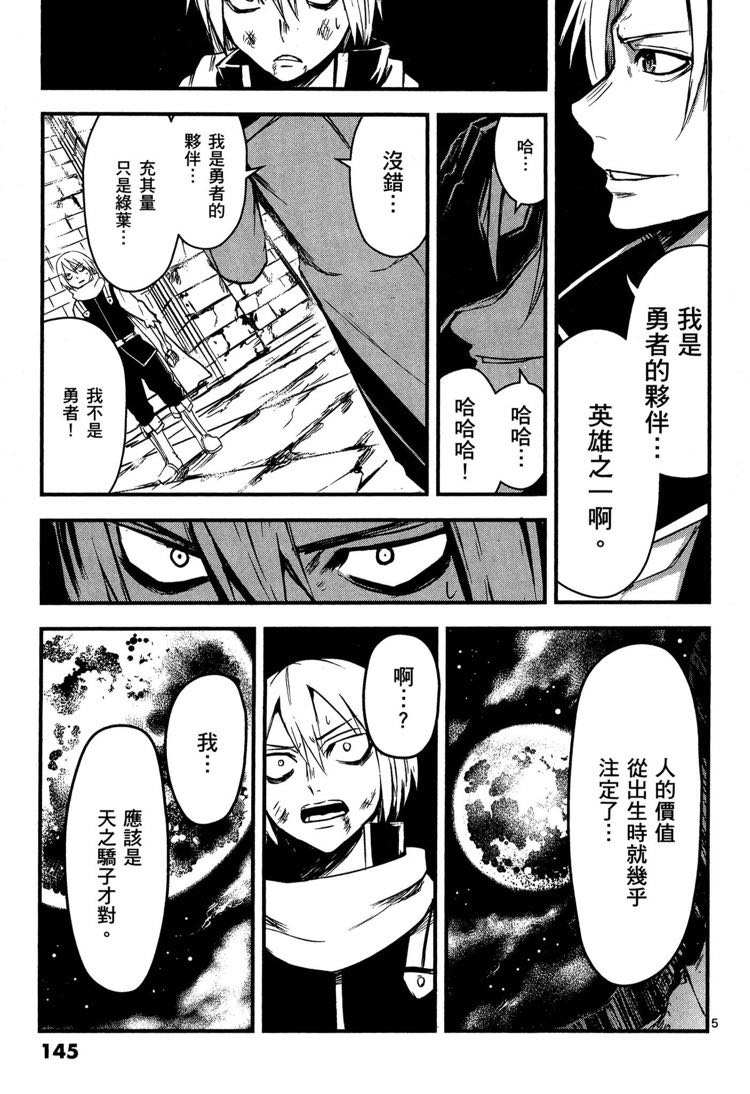 我是
勇者的夥伴…
英雄之一啊。
哈…
哈哈…
哈哈哈！
沒錯…
我是勇者的
夥伴…
充其量
只是綠葉…
我不是
勇者！
人的價值
從出生時就幾乎
注定了…
啊…？
我…
應該是
天之驕子才對。
5
145